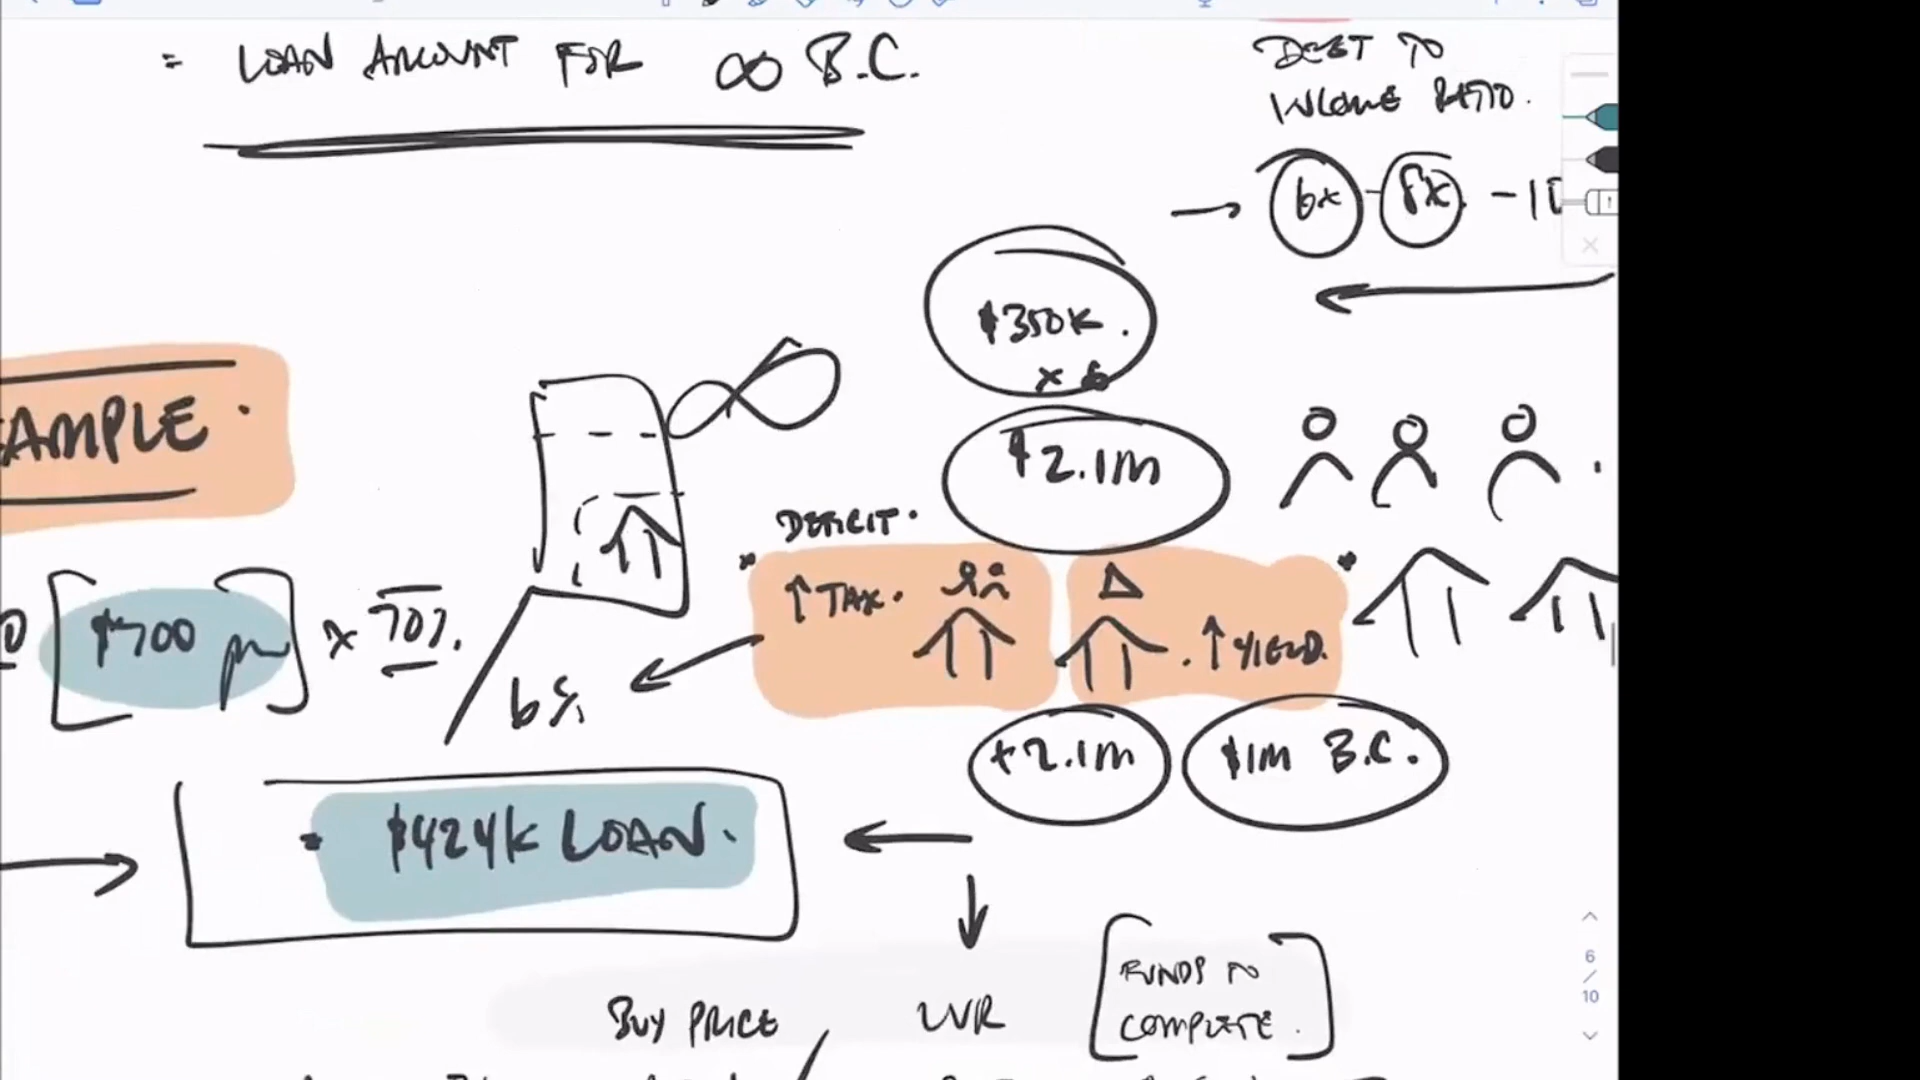 = LOAN AMOUNT FOR ∞ B.C.
DEBT TO
INCOME RATIO.
→ 6x - 8x - 10
$350K.
x 6
$2.1M
AMPLE.
DEFICIT.
[$700 pw] x 70%.
↑ TAX.
. ↑ YIELD.
6%
+2.1M
$1M B.C.
= $424K LOAN.
FUNDS TO
COMPLETE.
BUY PRICE
LVR
6
/
10